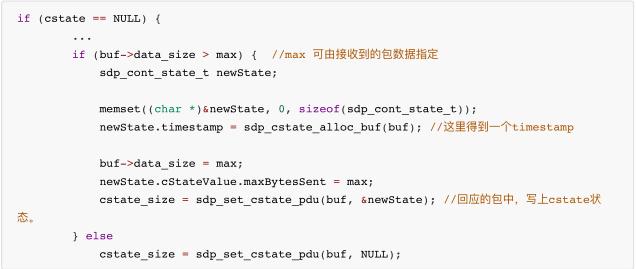 if (cstate == NULL) {
...
if (buf->data_size > max) {  //max 可由接收到的包数据指定
sdp_cont_state_t newState;
memset((char *)&newState, 0, sizeof(sdp_cont_state_t));
newState.timestamp = sdp_cstate_alloc_buf(buf); //这里得到一个timestamp
buf->data_size = max;
newState.cStateValue.maxBytesSent = max;
cstate_size = sdp_set_cstate_pdu(buf, &newState); //回应的包中，写上cstate状
态。
} else
cstate_size = sdp_set_cstate_pdu(buf, NULL);